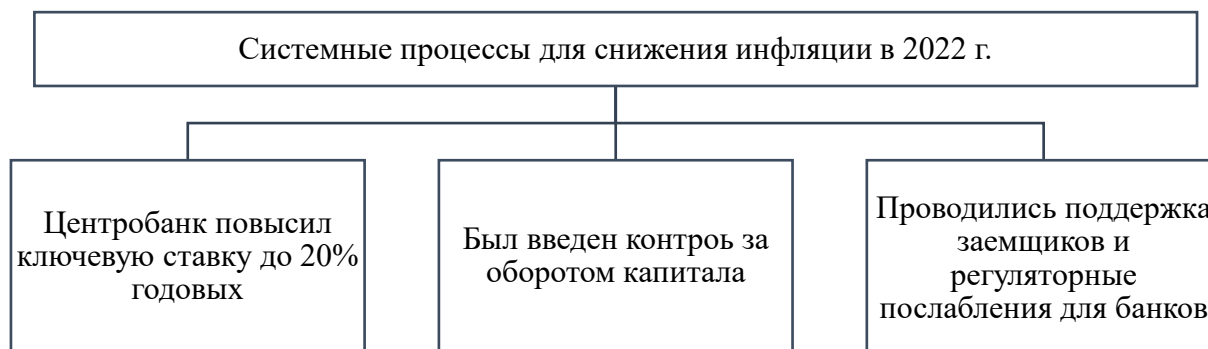 Системные процессы для снижения инфляции в 2022 г.
Центробанк повысил
ключевую ставку до 20%
годовых
Был введен контроь за
оборотом капитала
Проводились поддержка
заемщиков и
регуляторные
послабления для банков